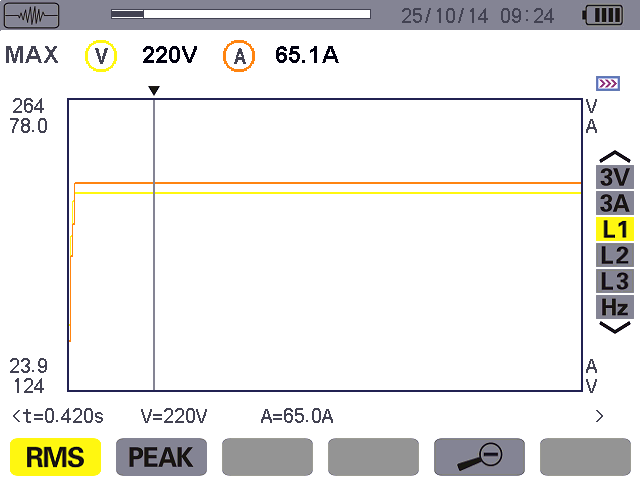 25/10/14 09:24
MAX V 220V A 65.1A
>>>
264 V
78.0 A
3V
3A
L1
L2
L3
Hz
23.9 A
124 V
<t=0.420s V=220V A=65.0A >
RMS PEAK